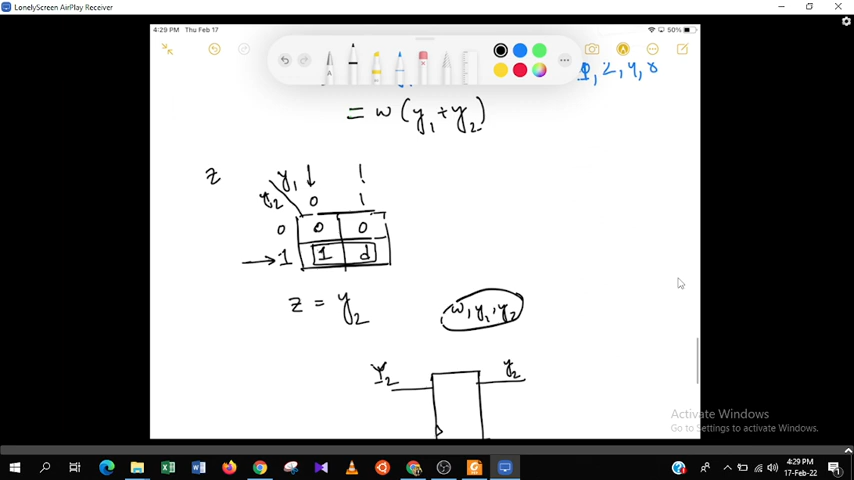 LonelyScreen AirPlay Receiver
4:29 PM Thu Feb 17
50%
1, 2, 4, 8
= w (y₁ + y₂)
z
y₁
y₂ 0 1
0 0 0
1 1 d
z = y₂
w, y₁, y₂
Y₂ y₂
Activate Windows
Go to Settings to activate Windows.
4:29 PM
17-Feb-22